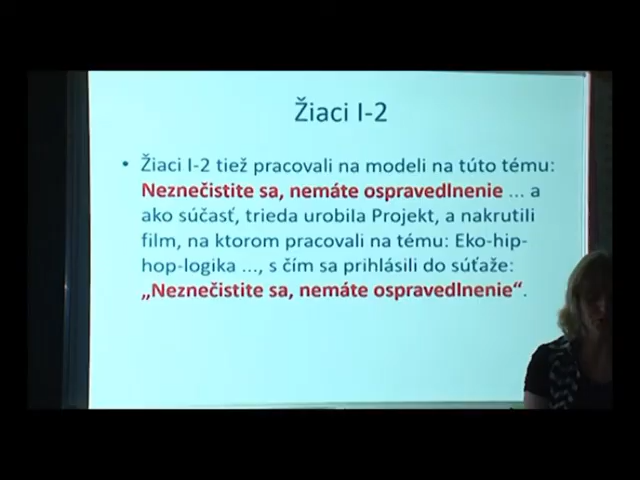 Žiaci I-2
• Žiaci I-2 tiež pracovali na modeli na túto tému:
Neznečistite sa, nemáte ospravedlnenie ... a
ako súčasť, trieda urobila Projekt, a nakrutili
film, na ktorom pracovali na tému: Eko-hip-
hop-logika ..., s čím sa prihlásili do súťaže:
„Neznečistite sa, nemáte ospravedlnenie“.